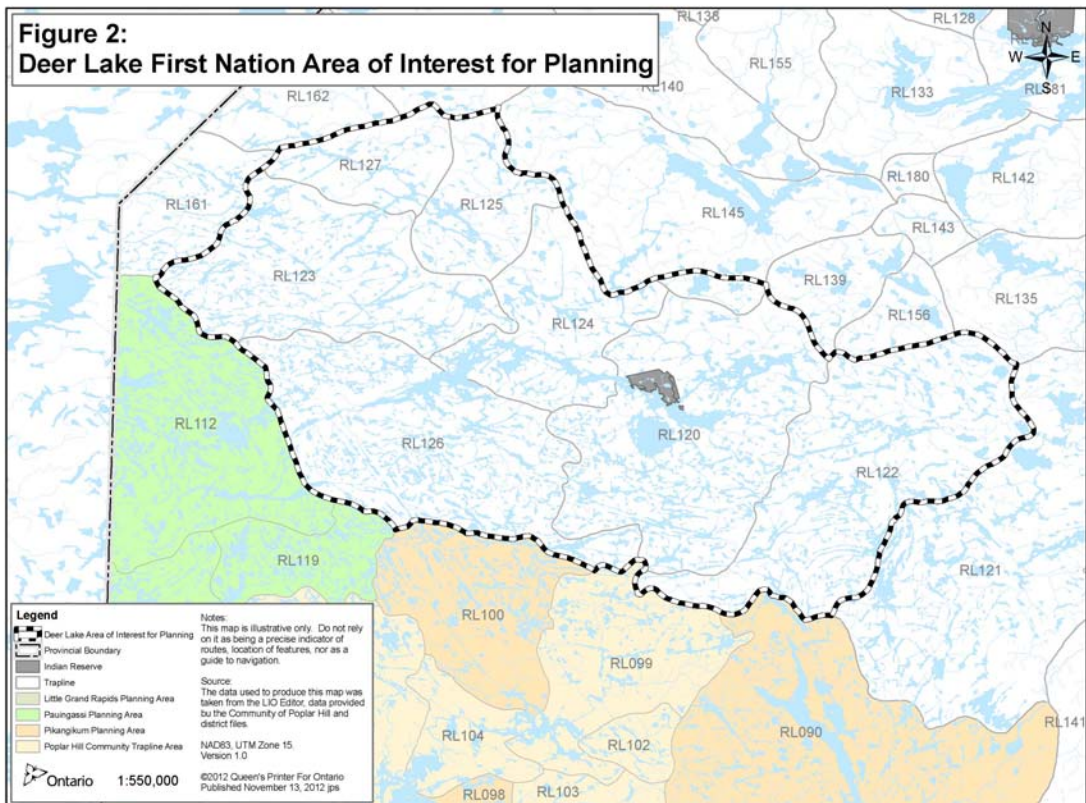 Figure 2:
Deer Lake First Nation Area of Interest for Planning
RL138
RL128
RL155
RL140
RL133
RL162
N
W E
S
RL127
RL180
RL142
RL125
RL161
RL145
RL143
RL123
RL139
RL135
RL156
RL124
RL112
RL126
RL120
RL122
RL119
RL121
RL100
RL099
RL090
RL141
RL104
RL102
RL098
RL103
Legend
Deer Lake Area of Interest for Planning
Provincial Boundary
Indian Reserve
Trapline
Little Grand Rapids Planning Area
Pauingassi Planning Area
Pikangikum Planning Area
Poplar Hill Community Trapline Area
Ontario 1:550,000
Notes:
This map is illustrative only. Do not rely
on it as being a precise indicator of
routes, location of features, nor as a
guide to navigation.
Source:
The data used to produce this map was
taken from the LIO Editor, data provided
bu the Community of Poplar Hill and
district files.
NAD83, UTM Zone 15.
Version 1.0
©2012 Queen's Printer For Ontario
Published November 13, 2012 jps